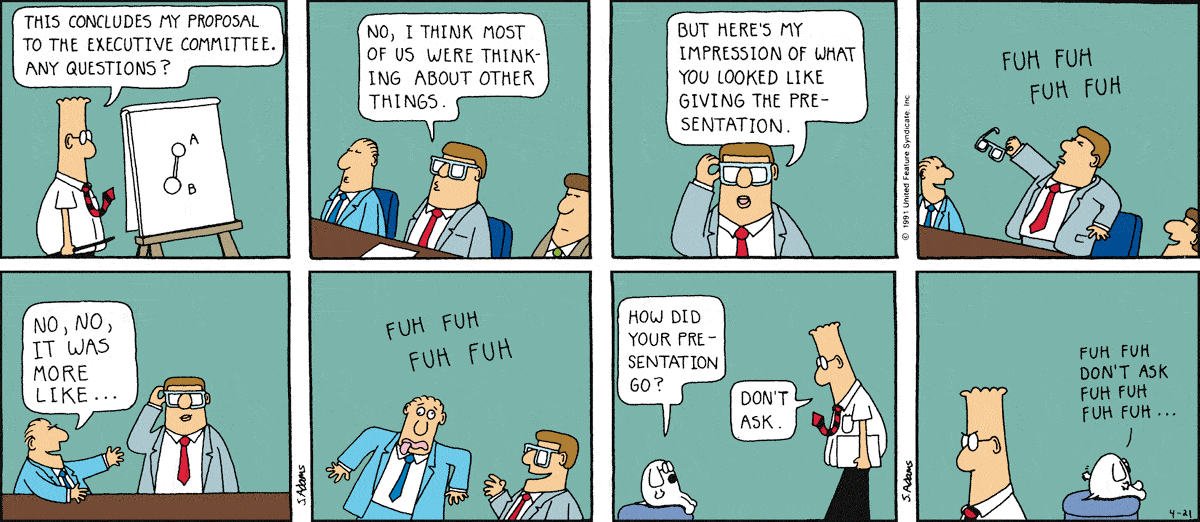 THIS CONCLUDES MY PROPOSAL
TO THE EXECUTIVE COMMITTEE.
ANY QUESTIONS?
A
B
NO, I THINK MOST
OF US WERE THINK-
ING ABOUT OTHER
THINGS.
BUT HERE'S MY
IMPRESSION OF WHAT
YOU LOOKED LIKE
GIVING THE PRE-
SENTATION.
© 1991 United Feature Syndicate, Inc.
FUH FUH
FUH FUH
NO, NO,
IT WAS
MORE
LIKE...
S.Adams
FUH FUH
FUH FUH
HOW DID
YOUR PRE-
SENTATION
GO?
DON'T
ASK.
S.Adams
FUH FUH
DON'T ASK
FUH FUH
FUH FUH...
4-21